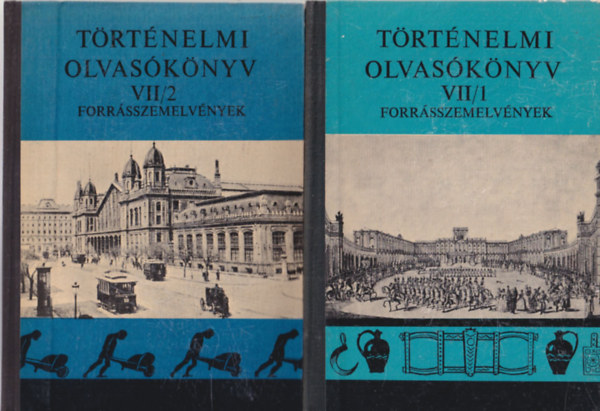 TÖRTÉNELMI
OLVASÓKÖNYV
VII/2
FORRÁSSZEMELVÉNYEK
TÖRTÉNELMI
OLVASÓKÖNYV
VII/1
FORRÁSSZEMELVÉNYEK